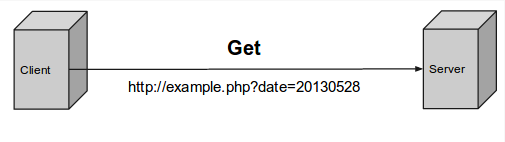 Get
Client
Server
http://example.php?date=20130528